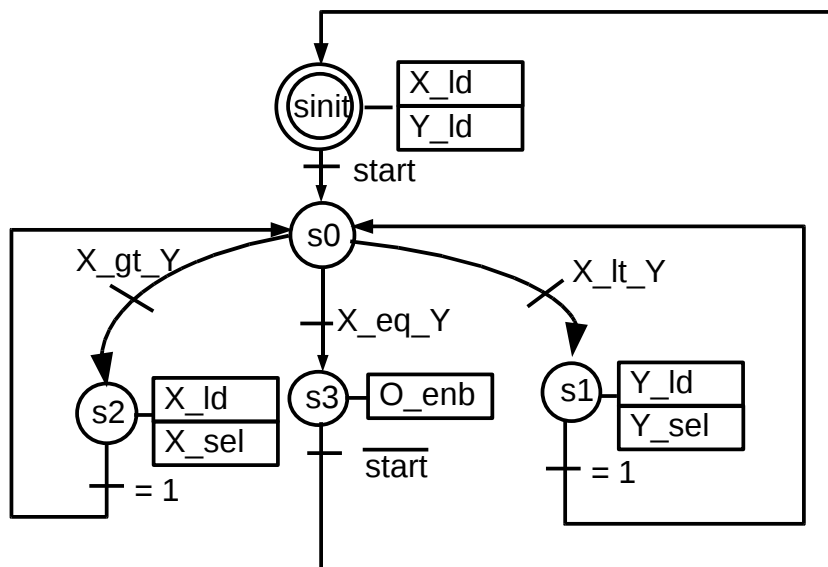 sinit
X_ld
Y_ld
start
s0
X_gt_Y
X_eq_Y
X_lt_Y
s2
X_ld
X_sel
s3
O_enb
s1
Y_ld
Y_sel
= 1
start
= 1